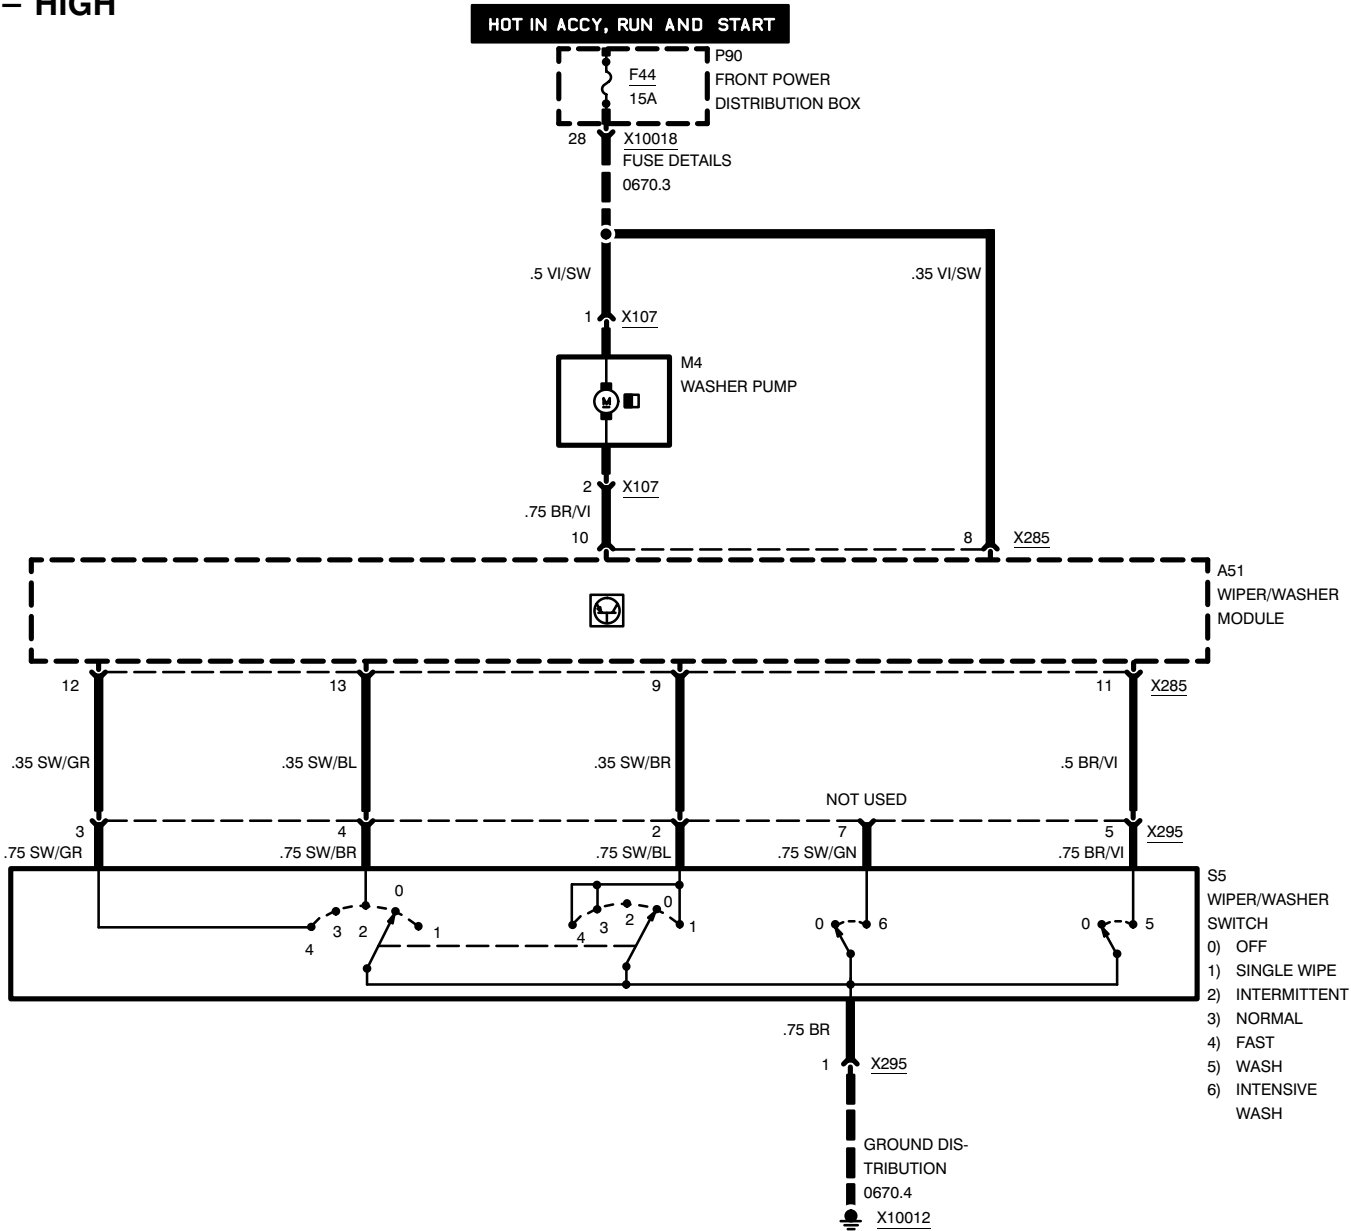 – HIGH
HOT IN ACCY, RUN AND START
P90
F44
FRONT POWER
15A
DISTRIBUTION BOX
28 X10018
FUSE DETAILS
0670.3
.5 VI/SW .35 VI/SW
1 X107
M4
WASHER PUMP
M
2 X107
.75 BR/VI
10 8 X285
A51
WIPER/WASHER
MODULE
12 13 9 11 X285
.35 SW/GR .35 SW/BL .35 SW/BR .5 BR/VI
NOT USED
3 4 2 7 5 X295
.75 SW/GR .75 SW/BR .75 SW/BL .75 SW/GN .75 BR/VI
S5
WIPER/WASHER
SWITCH
4 3 2 0 1
4 3 2 0 1
0 6
0 5
0) OFF
1) SINGLE WIPE
2) INTERMITTENT
3) NORMAL
4) FAST
5) WASH
6) INTENSIVE
WASH
.75 BR
1 X295
GROUND DIS-
TRIBUTION
0670.4
X10012